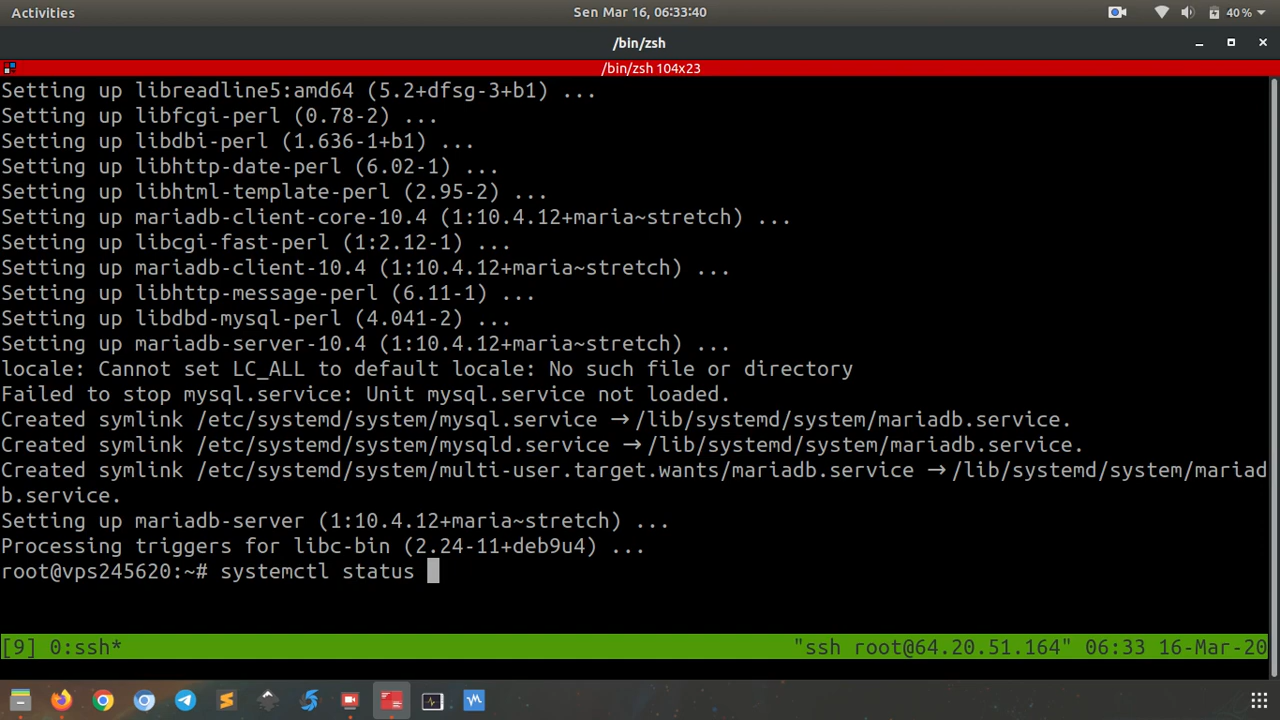 Activities
Sen Mar 16, 06:33:40
40%
/bin/zsh
/bin/zsh 104x23
Setting up libreadline5:amd64 (5.2+dfsg-3+b1) ...
Setting up libfcgi-perl (0.78-2) ...
Setting up libdbi-perl (1.636-1+b1) ...
Setting up libhttp-date-perl (6.02-1) ...
Setting up libhtml-template-perl (2.95-2) ...
Setting up mariadb-client-core-10.4 (1:10.4.12+maria~stretch) ...
Setting up libcgi-fast-perl (1:2.12-1) ...
Setting up mariadb-client-10.4 (1:10.4.12+maria~stretch) ...
Setting up libhttp-message-perl (6.11-1) ...
Setting up libdbd-mysql-perl (4.041-2) ...
Setting up mariadb-server-10.4 (1:10.4.12+maria~stretch) ...
locale: Cannot set LC_ALL to default locale: No such file or directory
Failed to stop mysql.service: Unit mysql.service not loaded.
Created symlink /etc/systemd/system/mysql.service → /lib/systemd/system/mariadb.service.
Created symlink /etc/systemd/system/mysqld.service → /lib/systemd/system/mariadb.service.
Created symlink /etc/systemd/system/multi-user.target.wants/mariadb.service → /lib/systemd/system/mariad
b.service.
Setting up mariadb-server (1:10.4.12+maria~stretch) ...
Processing triggers for libc-bin (2.24-11+deb9u4) ...
root@vps245620:~# systemctl status
[9] 0:ssh* "ssh root@64.20.51.164" 06:33 16-Mar-20